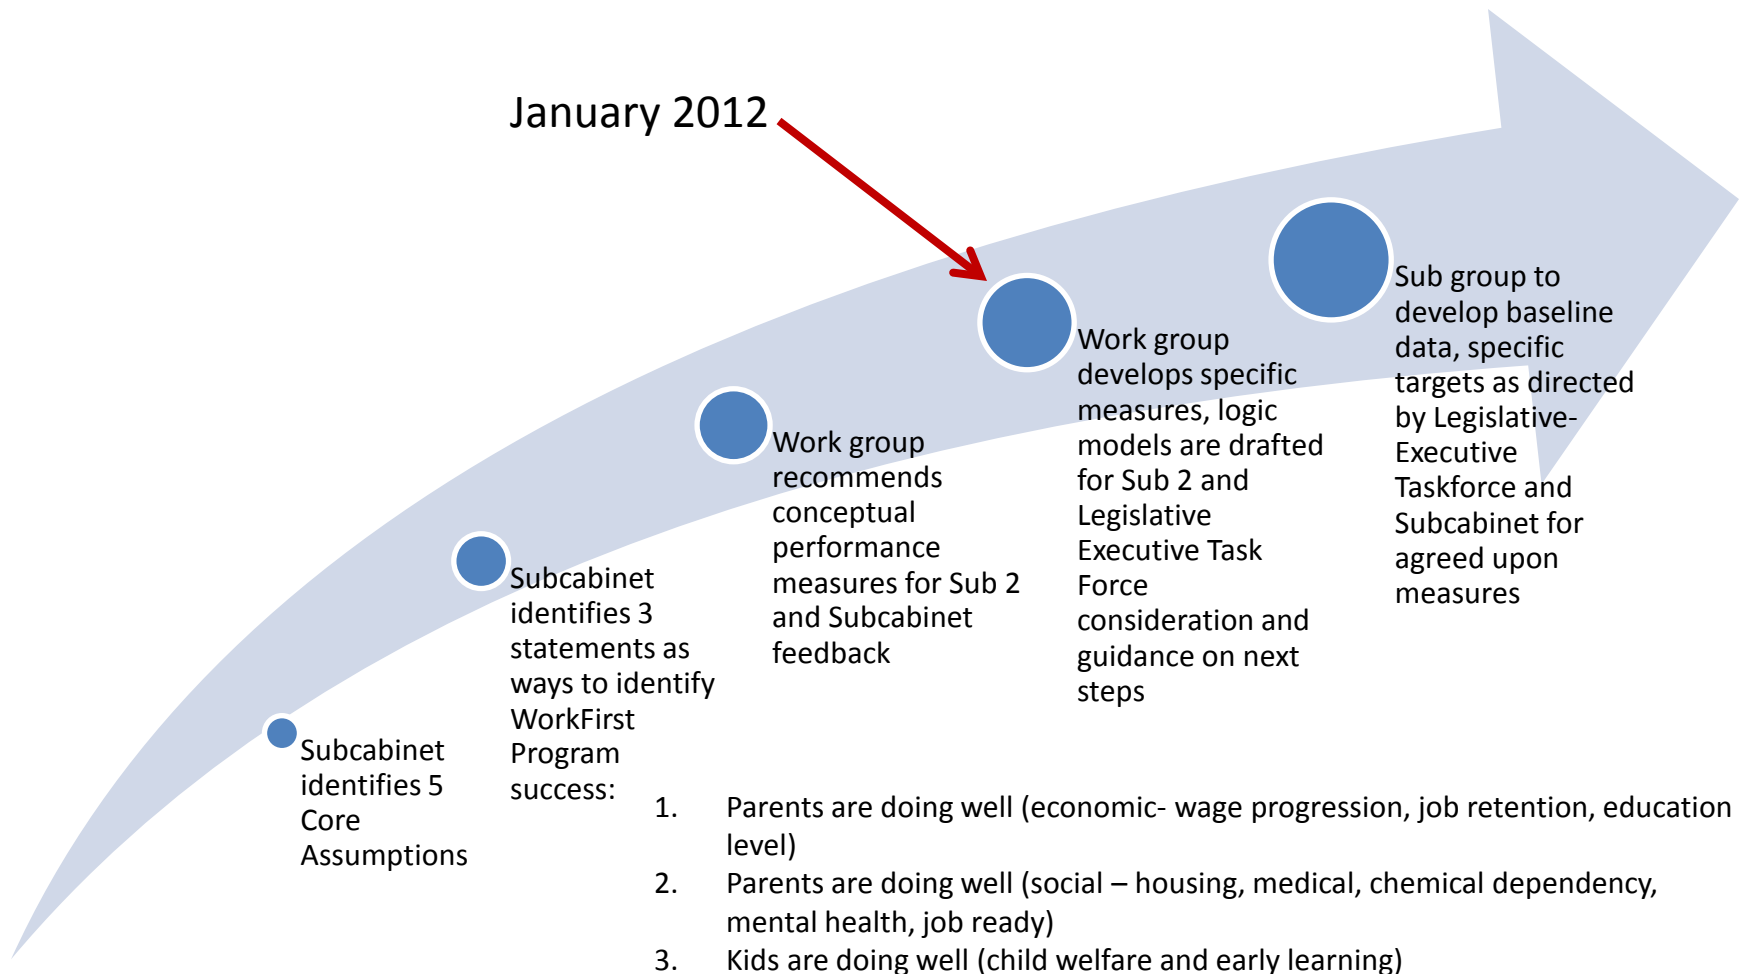 January 2012
Subcabinet
identifies 5
Core
Assumptions
Subcabinet
identifies 3
statements as
ways to identify
WorkFirst
Program
success:
Work group
recommends
conceptual
performance
measures for Sub 2
and Subcabinet
feedback
Work group
develops specific
measures, logic
models are drafted
for Sub 2 and
Legislative
Executive Task
Force
consideration and
guidance on next
steps
Sub group to
develop baseline
data, specific
targets as directed
by Legislative-
Executive
Taskforce and
Subcabinet for
agreed upon
measures
1. Parents are doing well (economic- wage progression, job retention, education
level)
2. Parents are doing well (social – housing, medical, chemical dependency,
mental health, job ready)
3. Kids are doing well (child welfare and early learning)